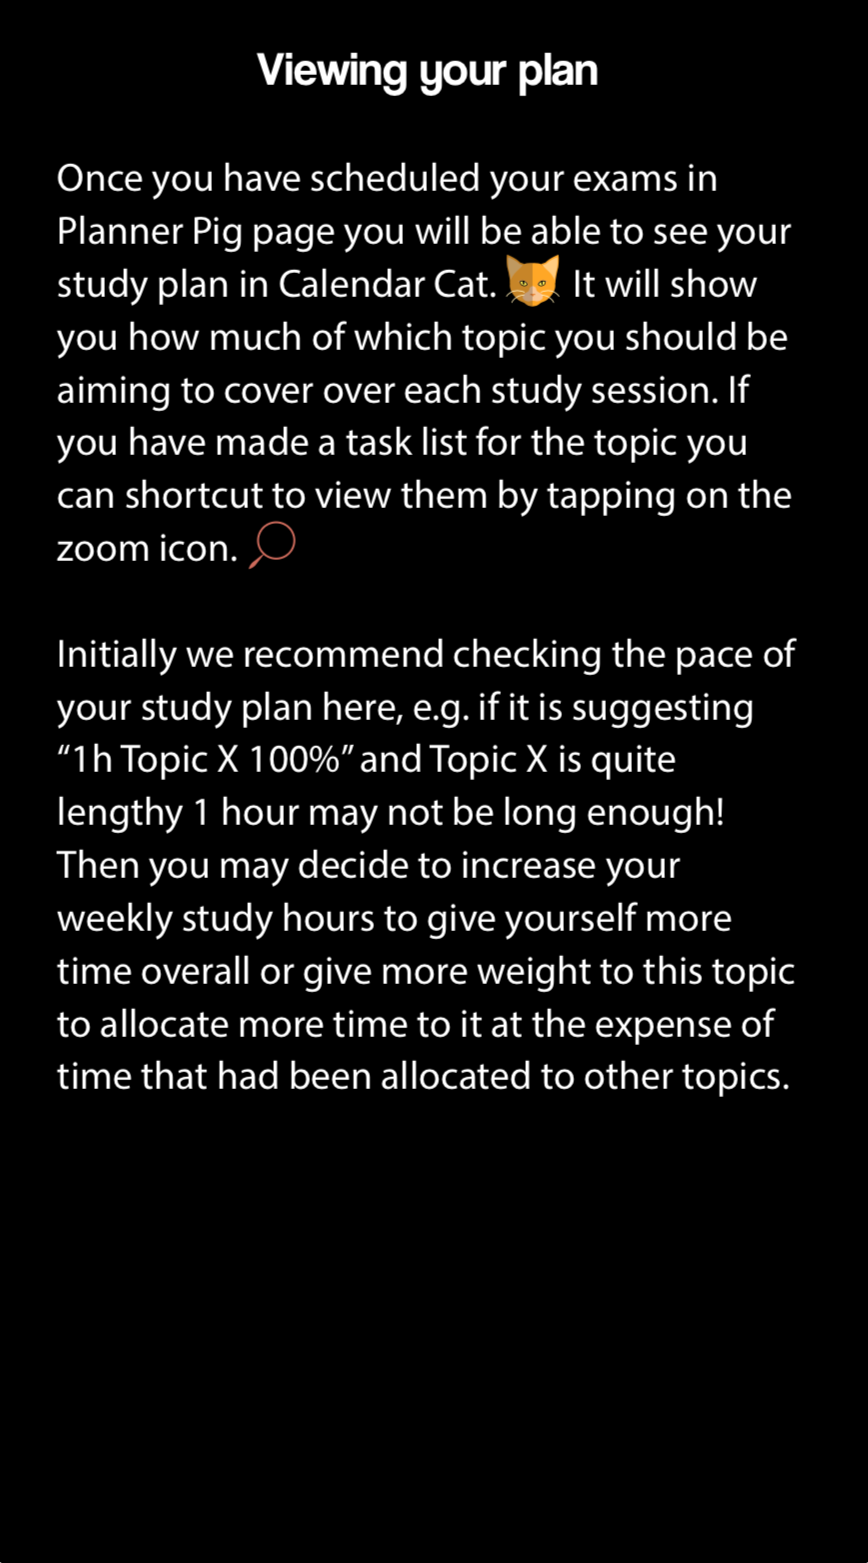 Viewing your plan
Once you have scheduled your exams in
Planner Pig page you will be able to see your
study plan in Calendar Cat. It will show
you how much of which topic you should be
aiming to cover over each study session. If
you have made a task list for the topic you
can shortcut to view them by tapping on the
zoom icon.
Initially we recommend checking the pace of
your study plan here, e.g. if it is suggesting
“1h Topic X 100%” and Topic X is quite
lengthy 1 hour may not be long enough!
Then you may decide to increase your
weekly study hours to give yourself more
time overall or give more weight to this topic
to allocate more time to it at the expense of
time that had been allocated to other topics.